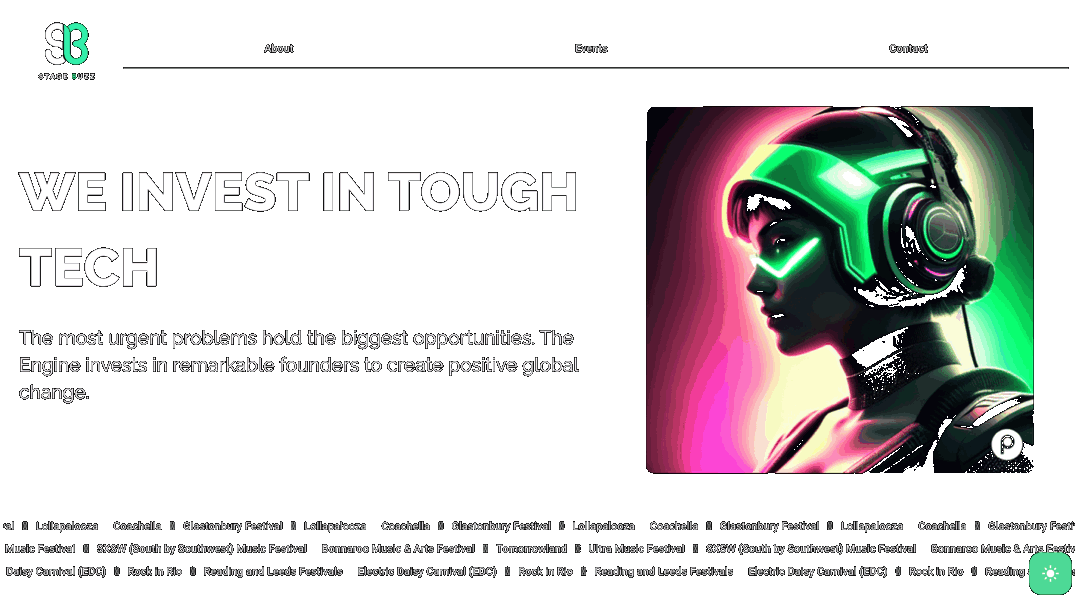 STAGE BUZZ
About Events Contact
WE INVEST IN TOUGH
TECH
The most urgent problems hold the biggest opportunities. The
Engine invests in remarkable founders to create positive global
change.
Lollapalooza Coachella Glastonbury Festival Lollapalooza Coachella Glastonbury Festival Lollapalooza Coachella Glastonbury Festival Lollapalooza Coachella Glastonbury
Music Festival SXSW (South by Southwest) Music Festival Bonnaroo Music & Arts Festival Tomorrowland Ultra Music Festival SXSW (South by Southwest) Music Festival Bonnaroo Music & Arts
Daisy Carnival (EDC) Rock in Rio Reading and Leeds Festivals Electric Daisy Carnival (EDC) Rock in Rio Reading and Leeds Festivals Electric Daisy Carnival (EDC) Rock in Rio Reading